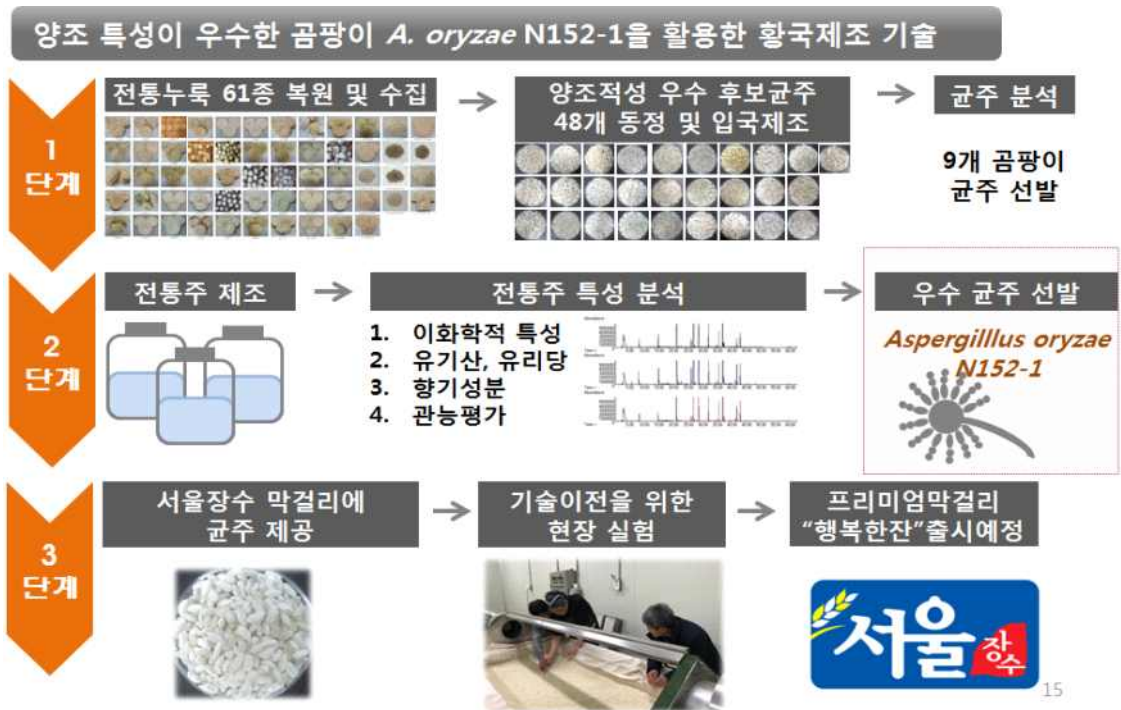 양조 특성이 우수한 곰팡이 A. oryzae N152-1을 활용한 황국제조 기술
1
단계
전통누룩 61종 복원 및 수집
양조적성 우수 후보균주
48개 동정 및 입국제조
균주 분석
9개 곰팡이
균주 선발
2
단계
전통주 제조
전통주 특성 분석
1. 이화학적 특성
2. 유기산, 유리당
3. 향기성분
4. 관능평가
우수 균주 선발
Aspergilllus oryzae
N152-1
3
단계
서울장수 막걸리에
균주 제공
기술이전을 위한
현장 실험
프리미엄막걸리
“행복한잔”출시예정
서울
장수
15